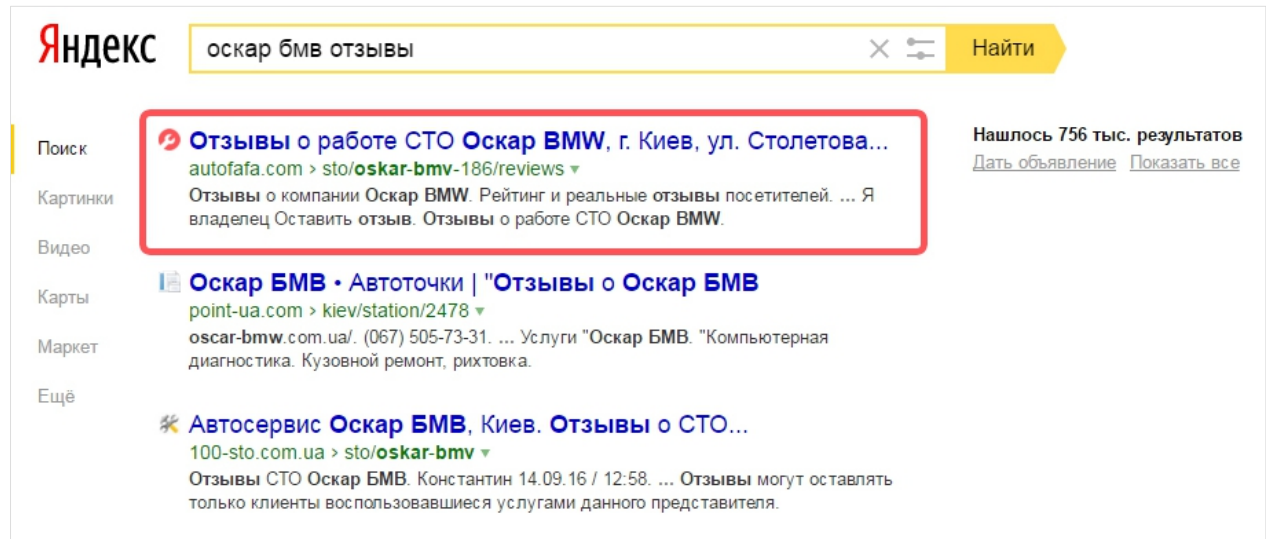 Яндекс
оскар бмв отзывы
Найти
Поиск
Картинки
Видео
Карты
Маркет
Ещё
Отзывы о работе СТО Оскар BMW, г. Киев, ул. Столетова...
autofafa.com › sto/oskar-bmv-186/reviews
Отзывы о компании Оскар BMW. Рейтинг и реальные отзывы посетителей. ... Я
владелец Оставить отзыв. Отзывы о работе СТО Оскар BMW.
Оскар БМВ • Автоточки | "Отзывы о Оскар БМВ
point-ua.com › kiev/station/2478
oscar-bmw.com.ua/. (067) 505-73-31. ... Услуги "Оскар БМВ. "Компьютерная
диагностика. Кузовной ремонт, рихтовка.
Автосервис Оскар БМВ, Киев. Отзывы о СТО...
100-sto.com.ua › sto/oskar-bmv
Отзывы СТО Оскар БМВ. Константин 14.09.16 / 12:58. ... Отзывы могут оставлять
только клиенты воспользовавшиеся услугами данного представителя.
Нашлось 756 тыс. результатов
Дать объявление Показать все